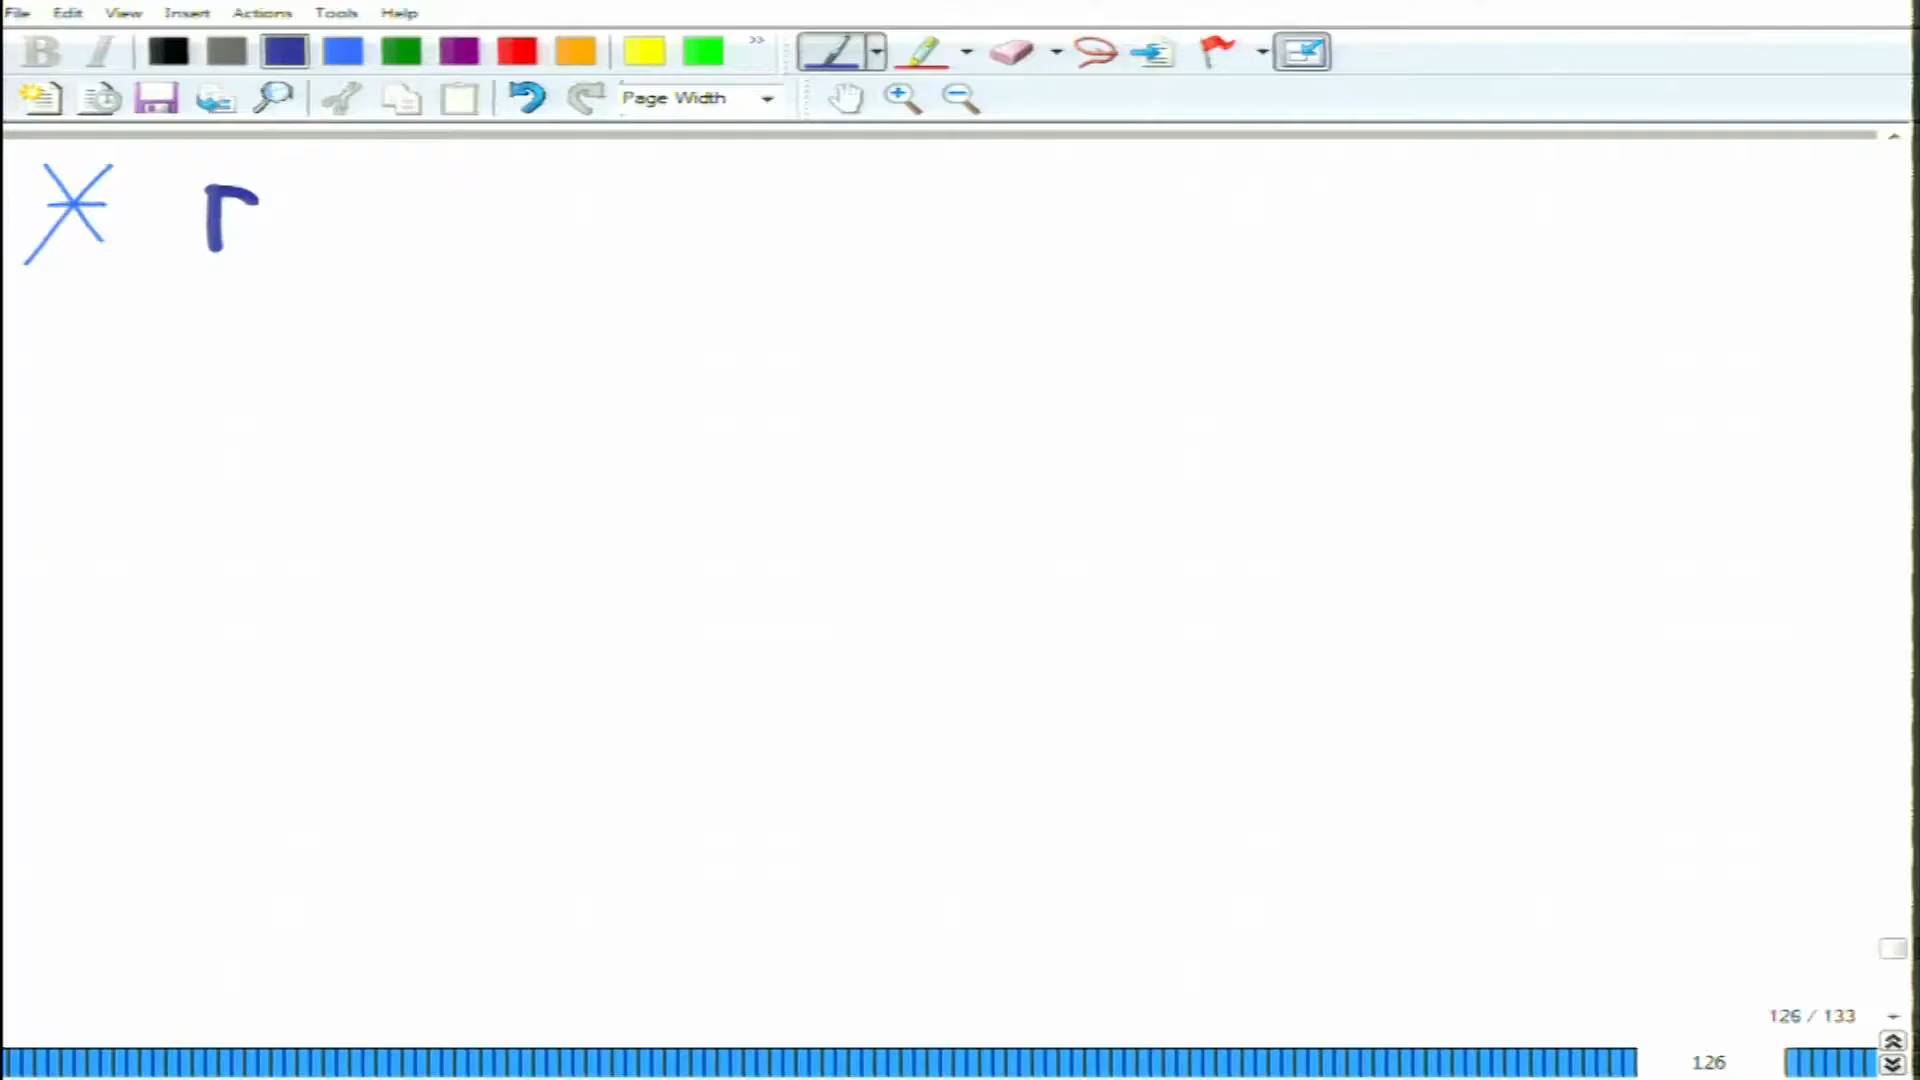 File Edit View Insert Actions Tools Help
B I »
Page Width
* r
126 / 133
126